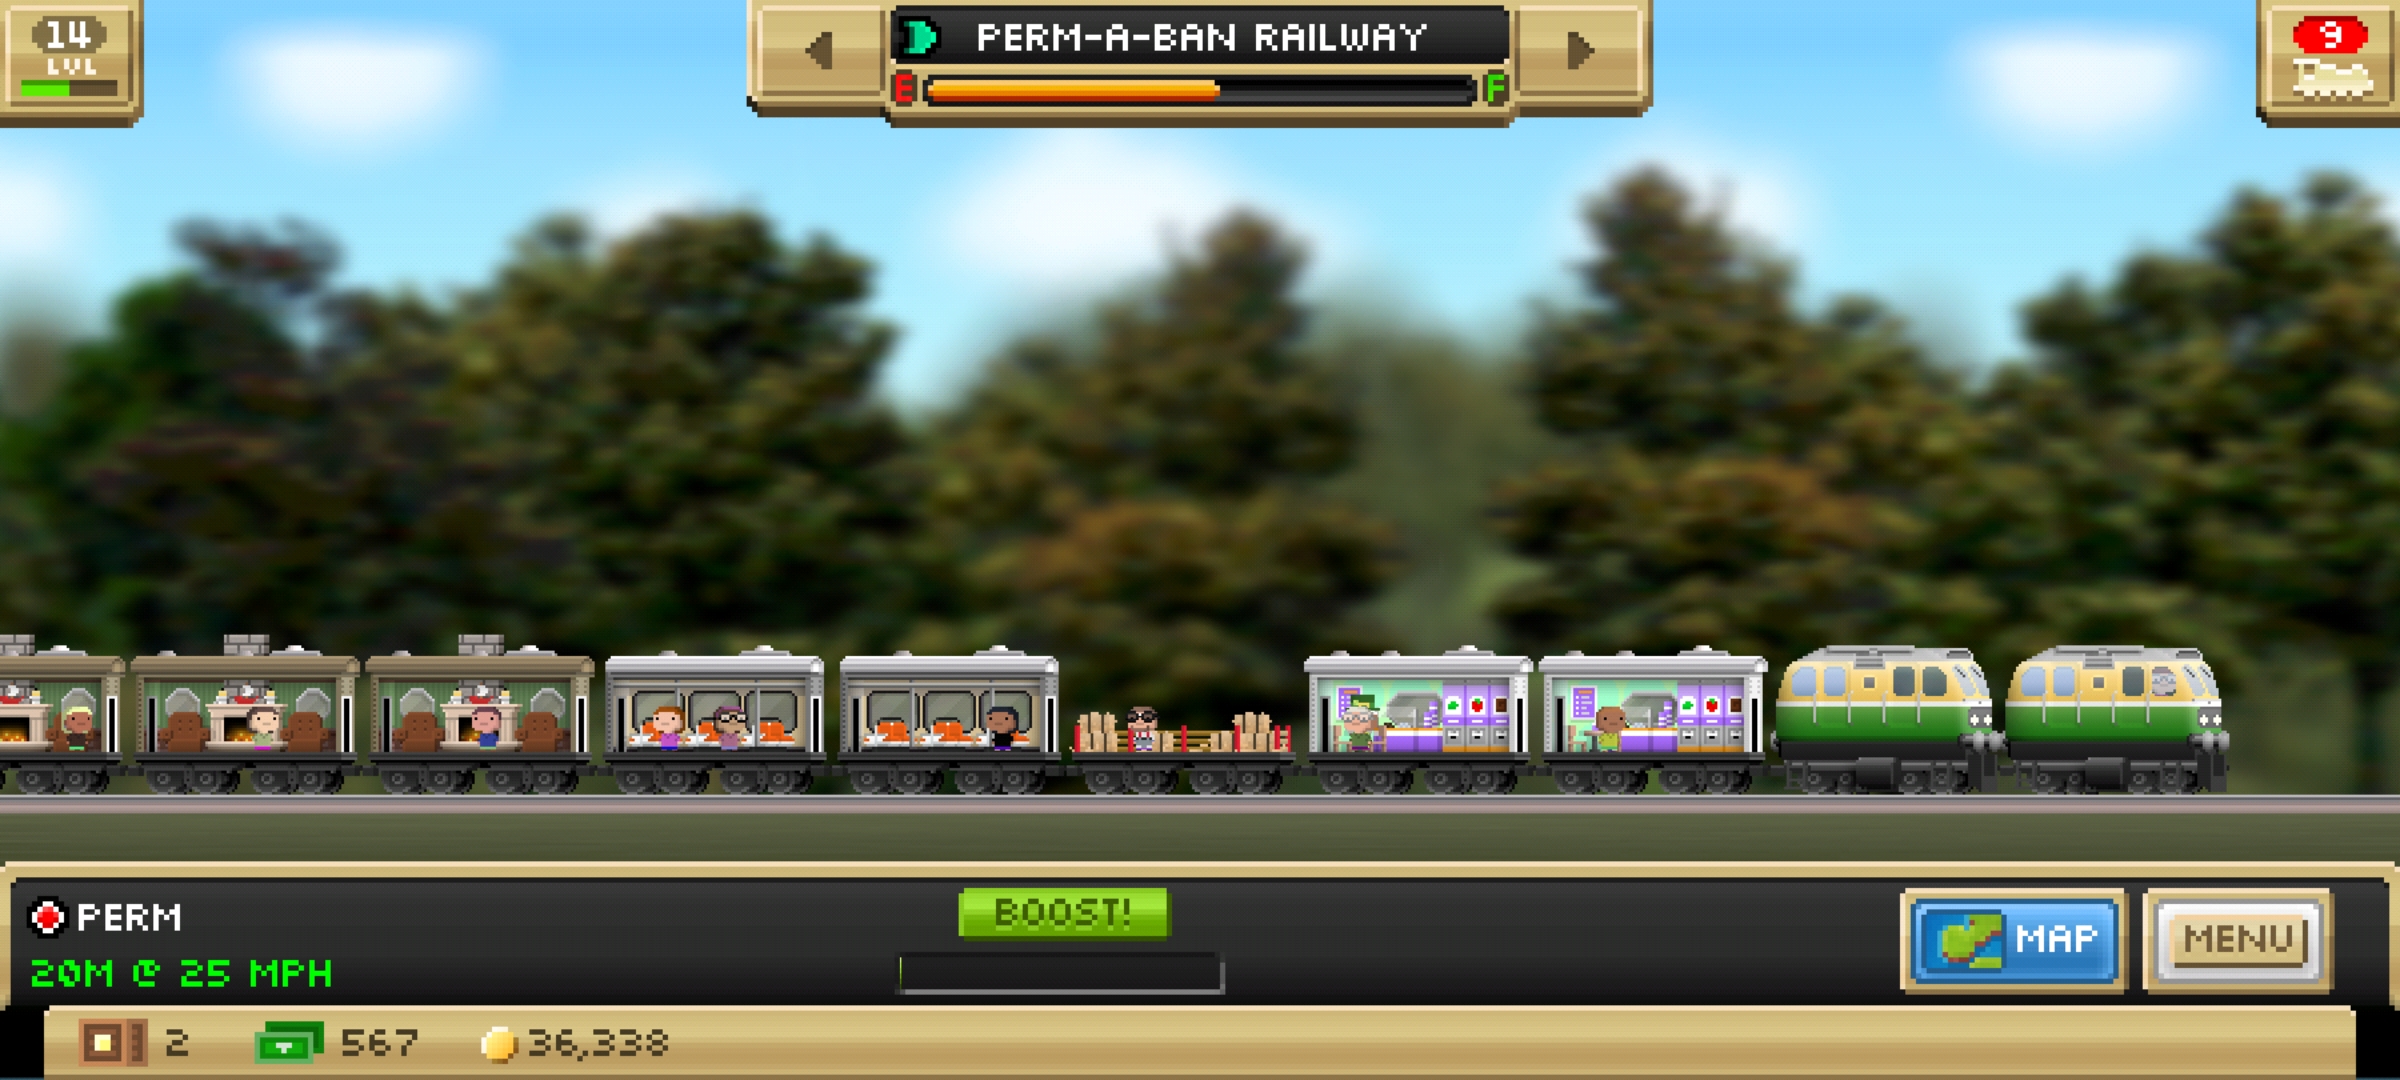 14
LVL
PERM-A-BAN RAILWAY
E F
9
PERM
20M @ 25 MPH
BOOST!
MAP
MENU
2
567
36,338